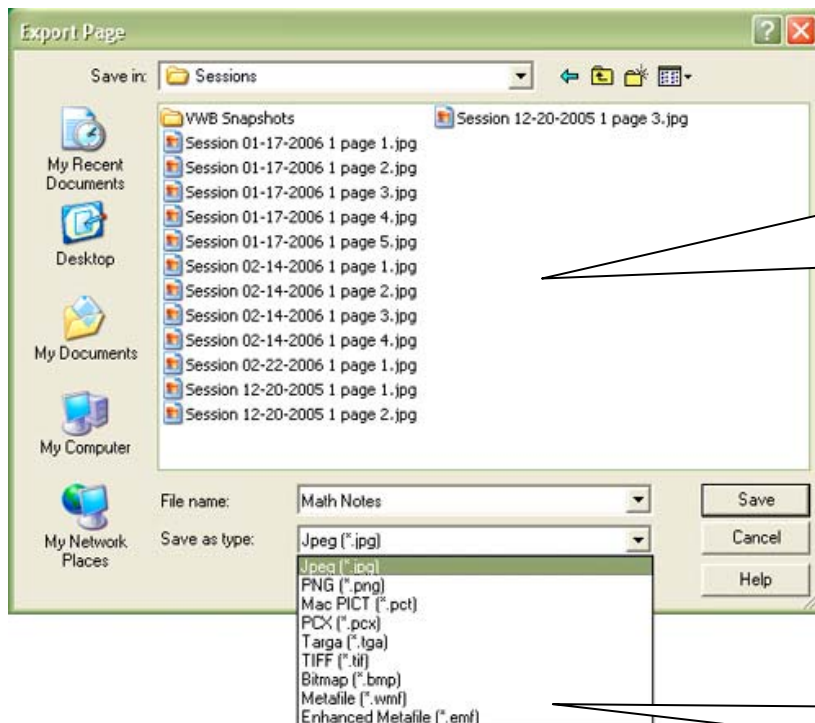 Export Page
Save in: Sessions
My Recent Documents
Desktop
My Documents
My Computer
My Network Places
VWB Snapshots
Session 01-17-2006 1 page 1.jpg
Session 01-17-2006 1 page 2.jpg
Session 01-17-2006 1 page 3.jpg
Session 01-17-2006 1 page 4.jpg
Session 01-17-2006 1 page 5.jpg
Session 02-14-2006 1 page 1.jpg
Session 02-14-2006 1 page 2.jpg
Session 02-14-2006 1 page 3.jpg
Session 02-14-2006 1 page 4.jpg
Session 02-22-2006 1 page 1.jpg
Session 12-20-2005 1 page 1.jpg
Session 12-20-2005 1 page 2.jpg
Session 12-20-2005 1 page 3.jpg
File name: Math Notes
Save
Save as type: Jpeg (*.jpg)
Cancel
Help
Jpeg (*.jpg)
PNG (*.png)
Mac PICT (*.pct)
PCX (*.pcx)
Targa (*.tga)
TIFF (*.tif)
Bitmap (*.bmp)
Metafile (*.wmf)
Enhanced Metafile (*.emf)